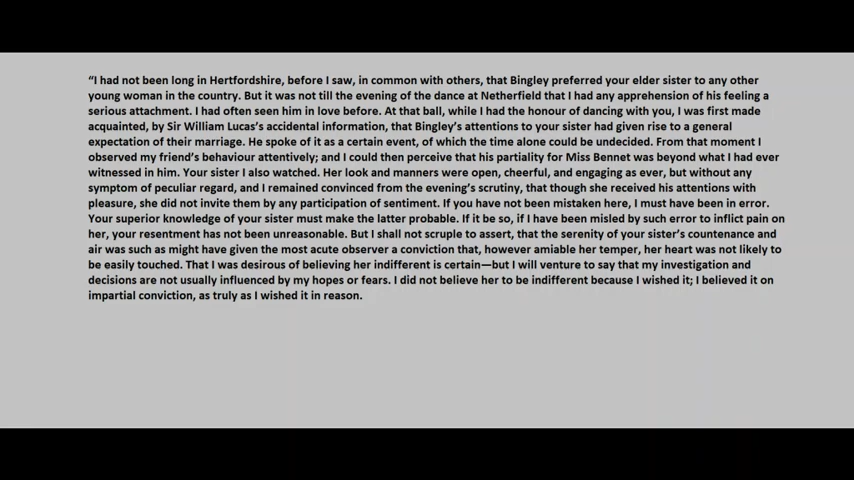 “I had not been long in Hertfordshire, before I saw, in common with others, that Bingley preferred your elder sister to any other
young woman in the country. But it was not till the evening of the dance at Netherfield that I had any apprehension of his feeling a
serious attachment. I had often seen him in love before. At that ball, while I had the honour of dancing with you, I was first made
acquainted, by Sir William Lucas’s accidental information, that Bingley’s attentions to your sister had given rise to a general
expectation of their marriage. He spoke of it as a certain event, of which the time alone could be undecided. From that moment I
observed my friend’s behaviour attentively; and I could then perceive that his partiality for Miss Bennet was beyond what I had ever
witnessed in him. Your sister I also watched. Her look and manners were open, cheerful, and engaging as ever, but without any
symptom of peculiar regard, and I remained convinced from the evening’s scrutiny, that though she received his attentions with
pleasure, she did not invite them by any participation of sentiment. If you have not been mistaken here, I must have been in error.
Your superior knowledge of your sister must make the latter probable. If it be so, if I have been misled by such error to inflict pain on
her, your resentment has not been unreasonable. But I shall not scruple to assert, that the serenity of your sister’s countenance and
air was such as might have given the most acute observer a conviction that, however amiable her temper, her heart was not likely to
be easily touched. That I was desirous of believing her indifferent is certain—but I will venture to say that my investigation and
decisions are not usually influenced by my hopes or fears. I did not believe her to be indifferent because I wished it; I believed it on
impartial conviction, as truly as I wished it in reason.